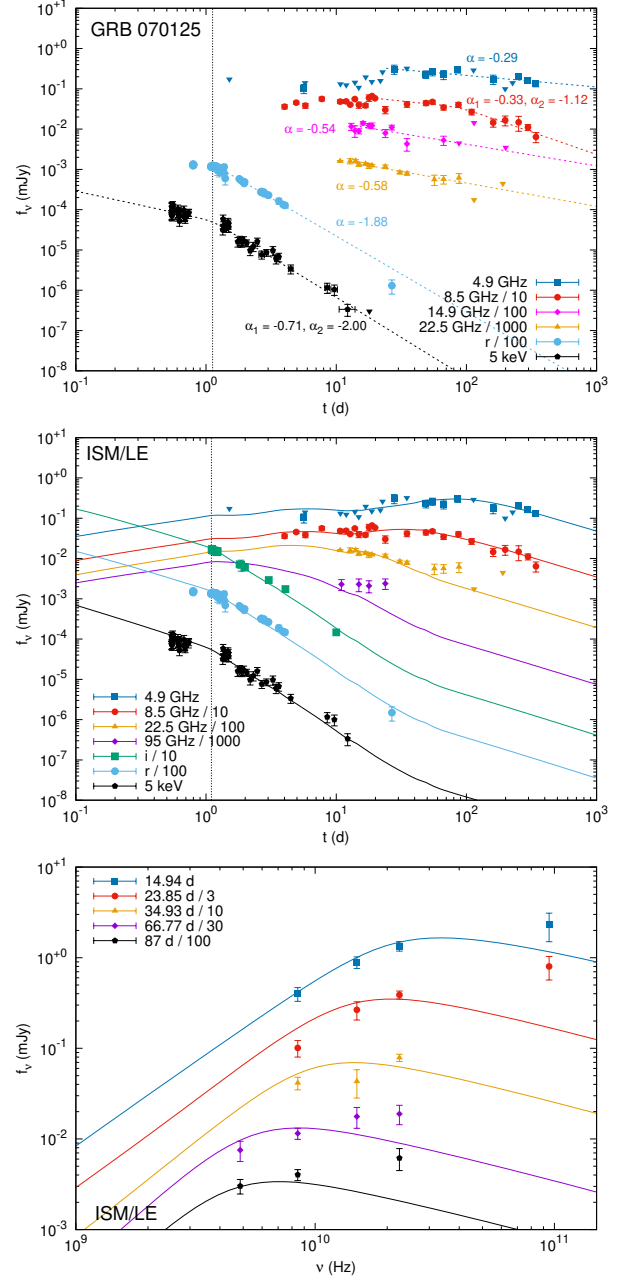 GRB 070125
10^1
10^0
10^-1
10^-2
10^-3
10^-4
10^-5
10^-6
10^-7
10^-8
f_ν (mJy)
α = -0.29
α_1 = -0.33, α_2 = -1.12
α = -0.54
α = -0.58
α = -1.88
α_1 = -0.71, α_2 = -2.00
4.9 GHz
8.5 GHz / 10
14.9 GHz / 100
22.5 GHz / 1000
r / 100
5 keV
10^-1 10^0 10^1 10^2 10^3
t (d)
ISM/LE
10^1
10^0
10^-1
10^-2
10^-3
10^-4
10^-5
10^-6
10^-7
10^-8
f_ν (mJy)
4.9 GHz
8.5 GHz / 10
22.5 GHz / 100
95 GHz / 1000
i / 10
r / 100
5 keV
10^-1 10^0 10^1 10^2 10^3
t (d)
10^1
10^0
10^-1
10^-2
10^-3
f_ν (mJy)
14.94 d
23.85 d / 3
34.93 d / 10
66.77 d / 30
87 d / 100
ISM/LE
10^9 10^10 10^11
ν (Hz)